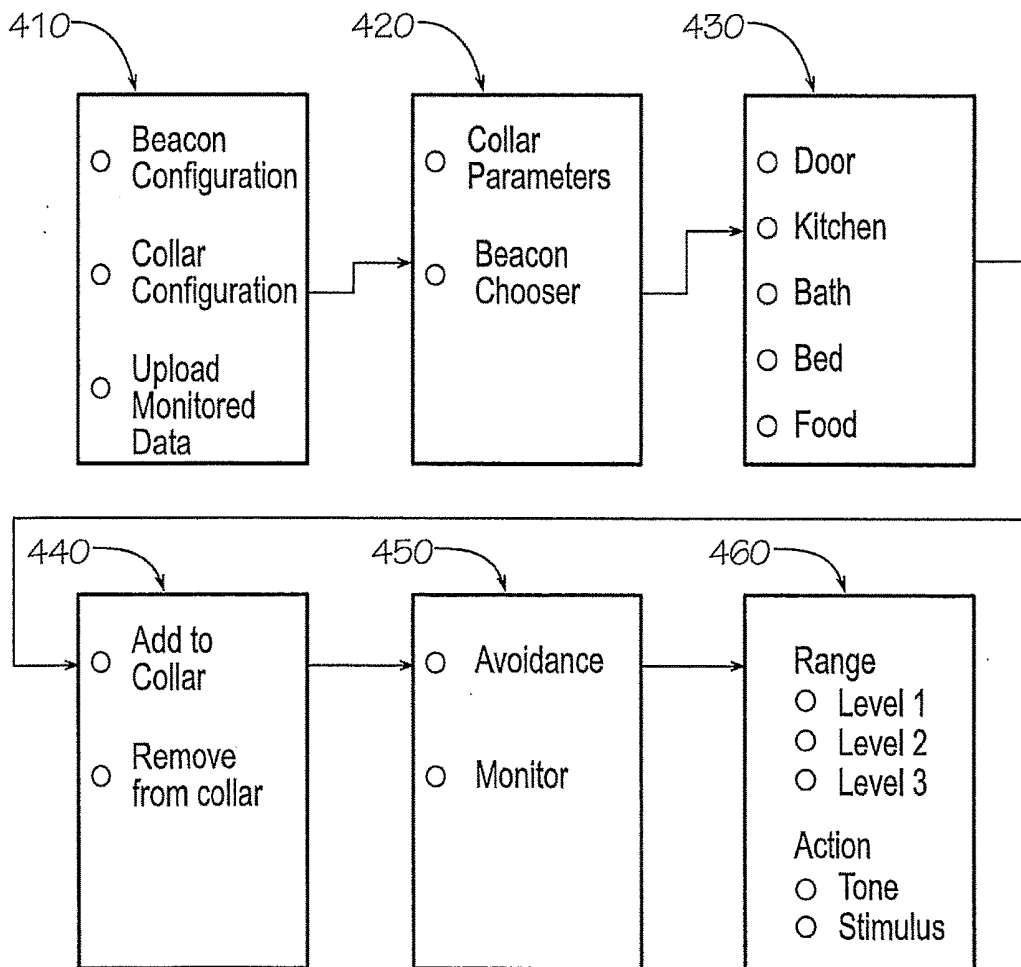 410
420
430
Beacon
Configuration
Collar
Configuration
Upload
Monitored
Data
Collar
Parameters
Beacon
Chooser
Door
Kitchen
Bath
Bed
Food
440
450
460
Add to
Collar
Remove
from collar
Avoidance
Monitor
Range
Level 1
Level 2
Level 3
Action
Tone
Stimulus